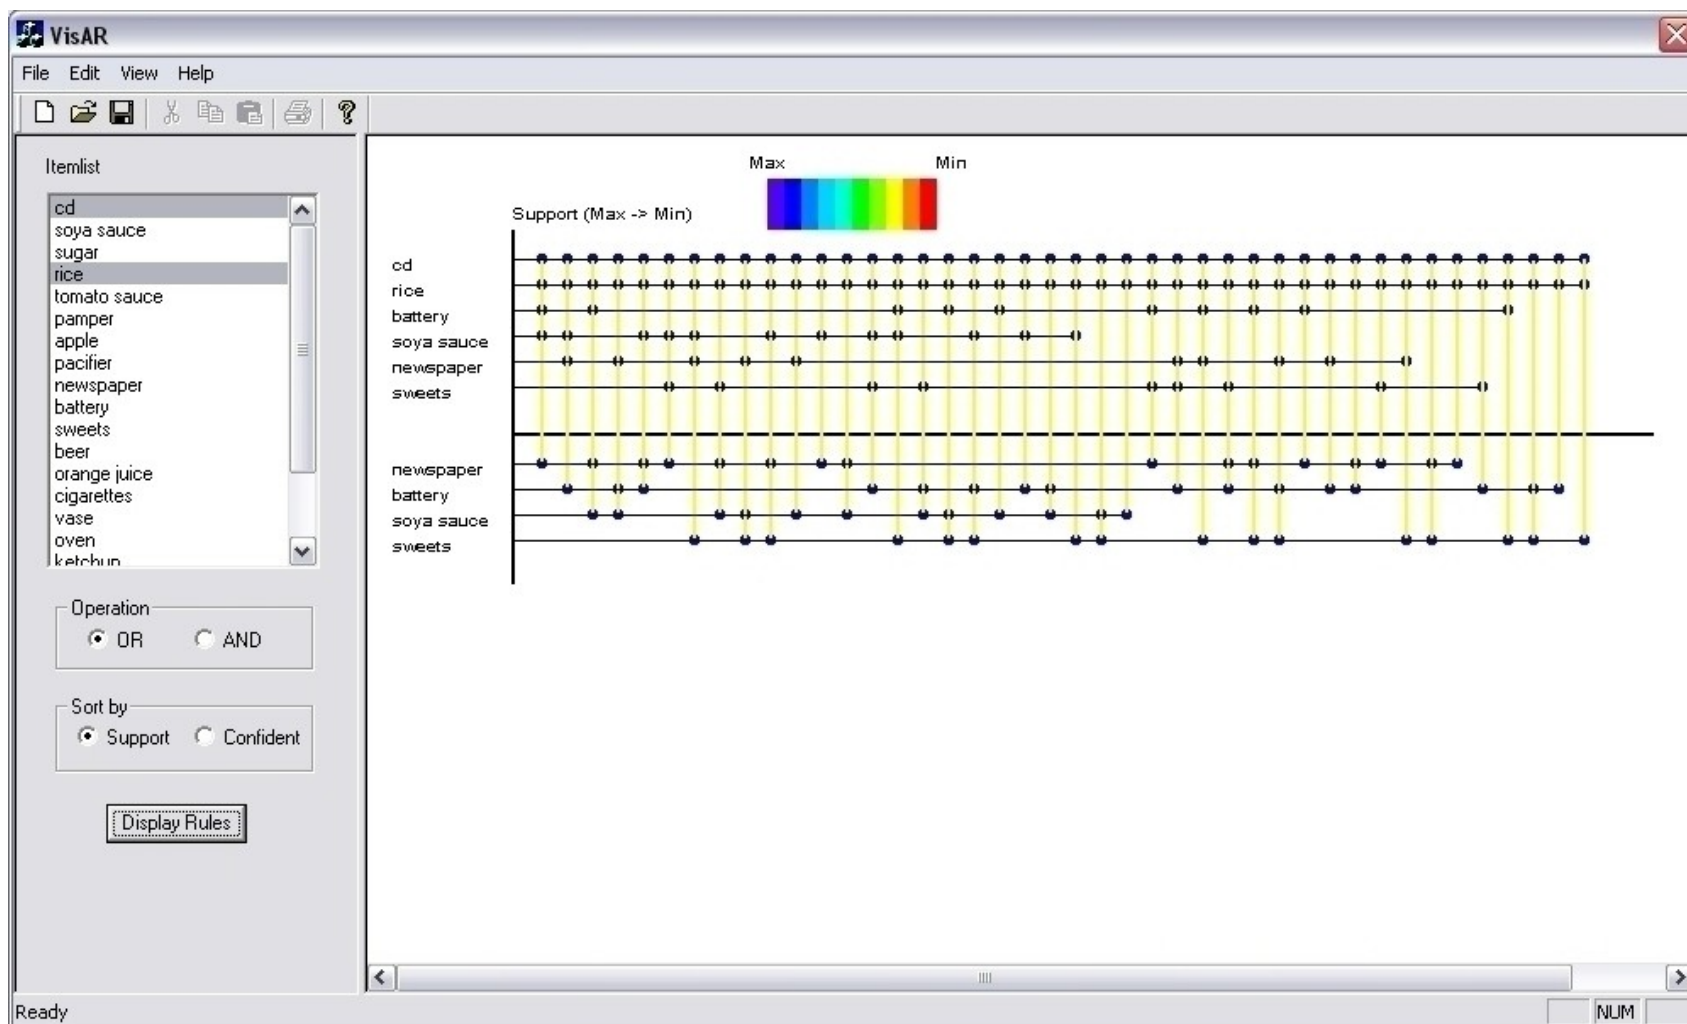 VisAR
File Edit View Help
Itemlist
cd
soya sauce
sugar
rice
tomato sauce
pamper
apple
pacifier
newspaper
battery
sweets
beer
orange juice
cigarettes
vase
oven
ketchup
Operation
OR AND
Sort by
Support Confident
Display Rules
Max Min
Support (Max -> Min)
cd
rice
battery
soya sauce
newspaper
sweets
newspaper
battery
soya sauce
sweets
Ready NUM